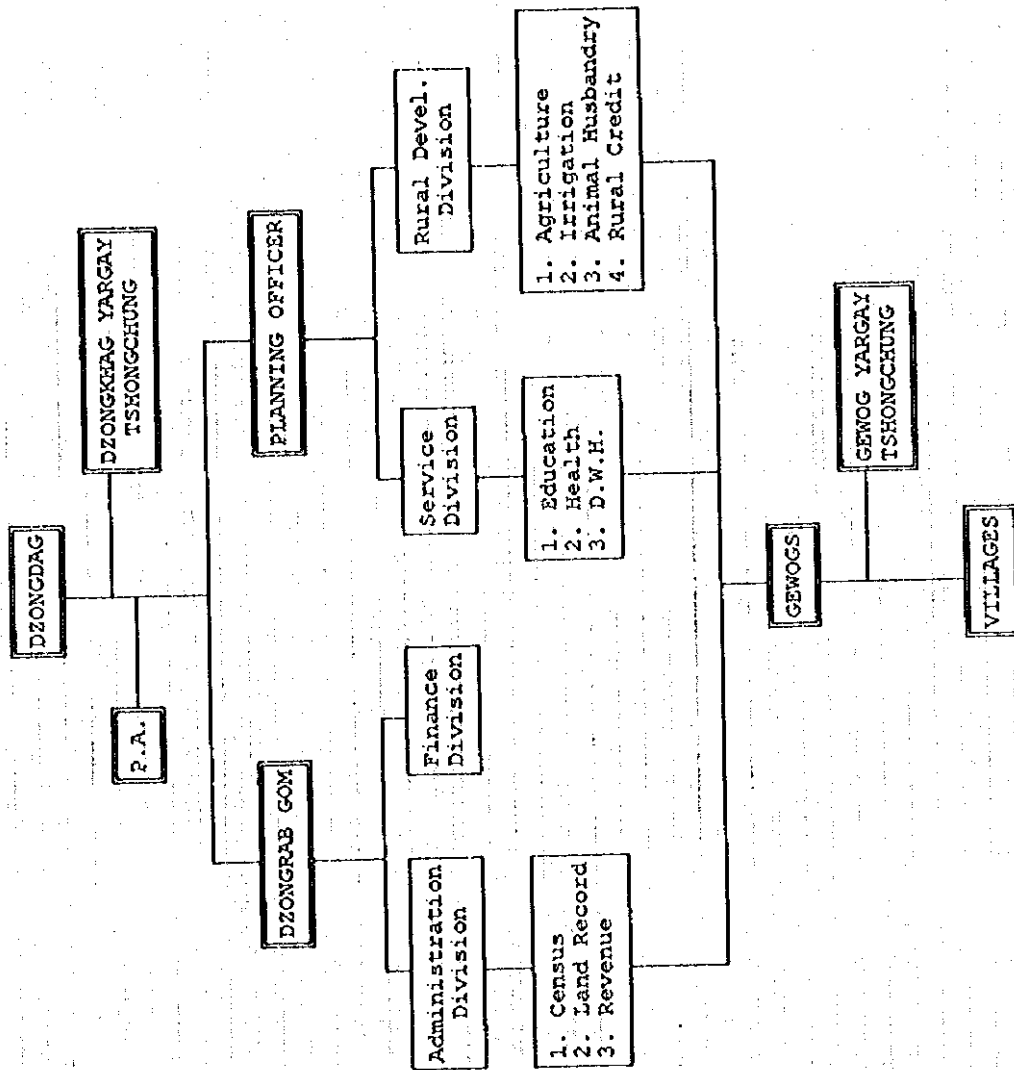 DZONGDAG
P.A.
DZONGKHAG YARGAY
TSHONGCHUNG
DZONGRAB GOM
PLANNING OFFICER
Administration
Division
Finance
Division
Service
Division
Rural Devel.
Division
1. Census
2. Land Record
3. Revenue
1. Education
2. Health
3. D.W.H.
1. Agriculture
2. Irrigation
3. Animal Husbandry
4. Rural Credit
GEWOGS
GEWOG YARGAY
TSHONGCHUNG
VILLAGES